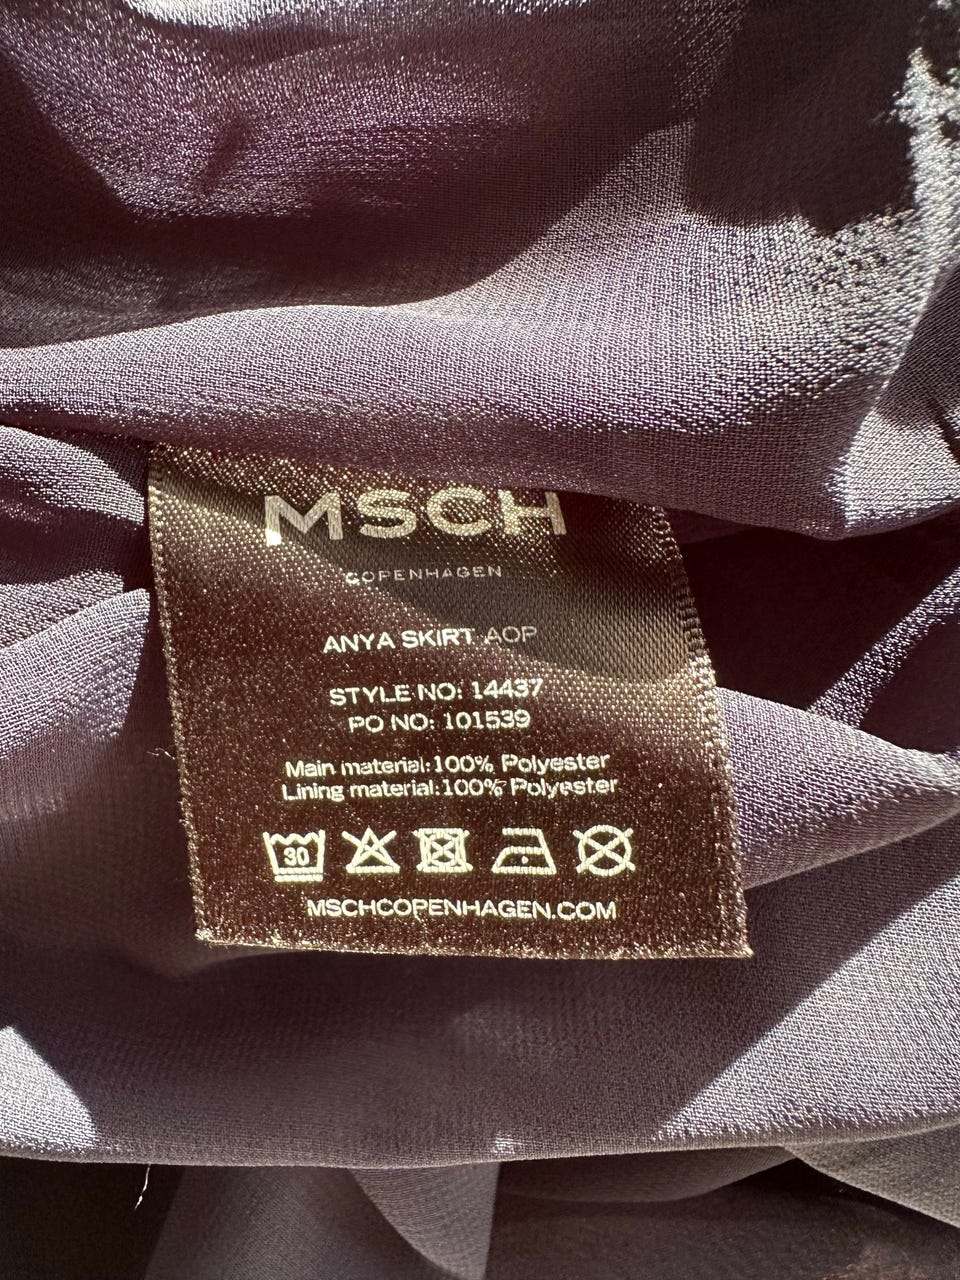 MSCH
COPENHAGEN
ANYA SKIRT AOP
STYLE NO: 14437
PO NO: 101539
Main material:100% Polyester
Lining material:100% Polyester
30
MSCHCOPENHAGEN.COM